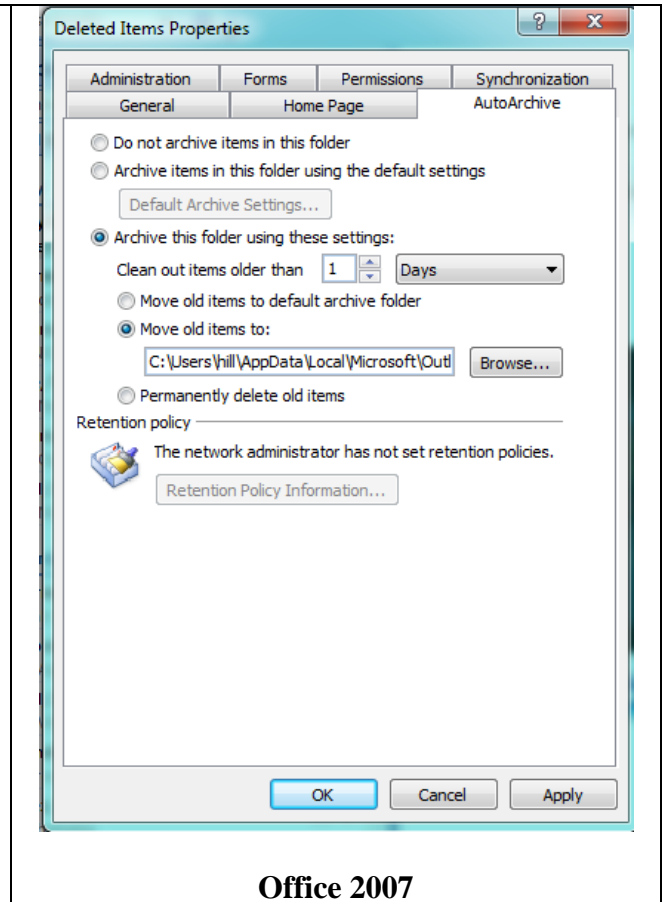 Deleted Items Properties
Administration Forms Permissions Synchronization
General Home Page AutoArchive
Do not archive items in this folder
Archive items in this folder using the default settings
Default Archive Settings...
Archive this folder using these settings:
Clean out items older than 1 Days
Move old items to default archive folder
Move old items to:
C:\Users\hill\AppData\Local\Microsoft\Outl Browse...
Permanently delete old items
Retention policy
The network administrator has not set retention policies.
Retention Policy Information...
OK Cancel Apply
Office 2007